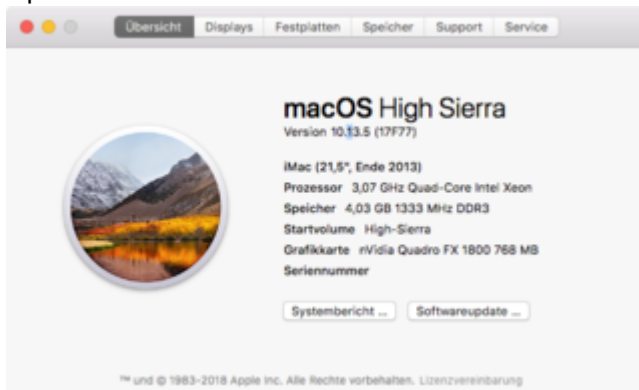 Übersicht Displays Festplatten Speicher Support Service
macOS High Sierra
Version 10.13.5 (17F77)
iMac (21,5", Ende 2013)
Prozessor 3,07 GHz Quad-Core Intel Xeon
Speicher 4,03 GB 1333 MHz DDR3
Startvolume High-Sierra
Grafikkarte nVidia Quadro FX 1800 768 MB
Seriennummer
Systembericht ... Softwareupdate ...
™ und © 1983-2018 Apple Inc. Alle Rechte vorbehalten. Lizenzvereinbarung